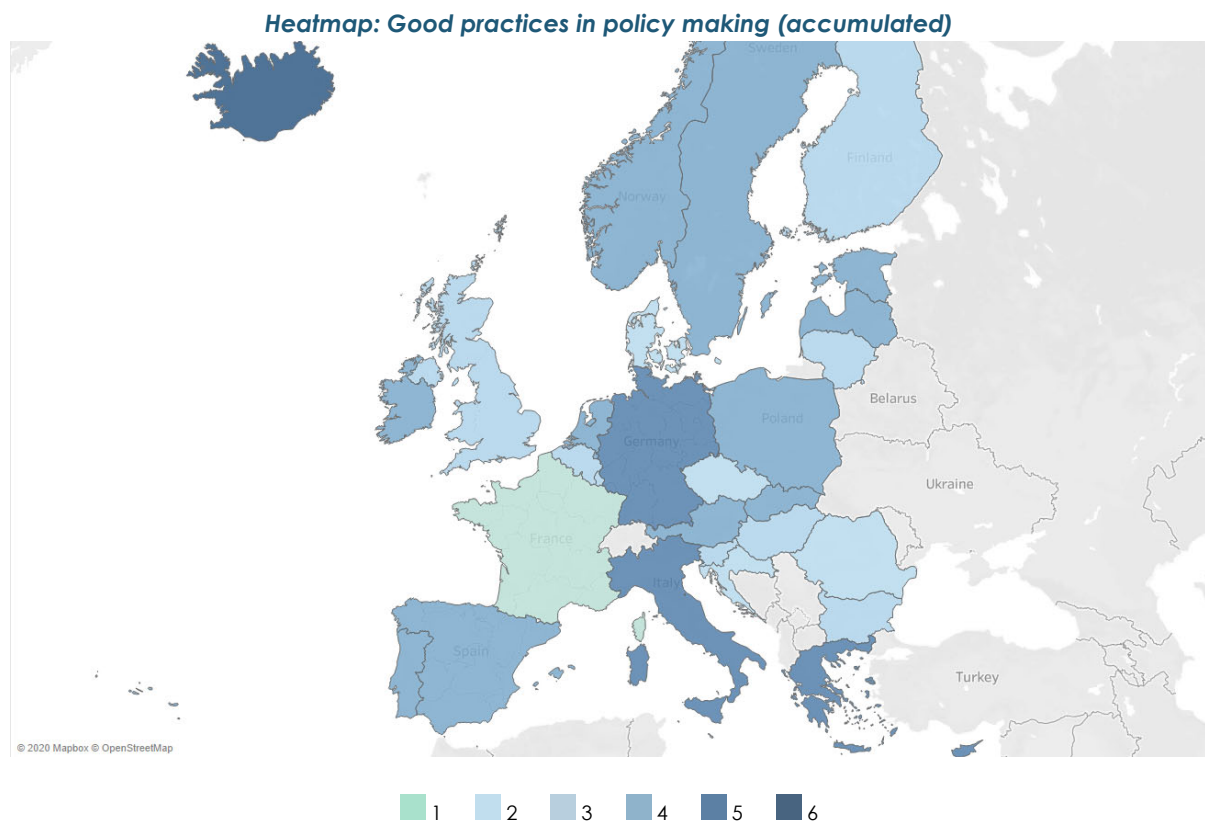 Heatmap: Good practices in policy making (accumulated)
Sweden
Finland
Norway
Belarus
Poland
Germany
Ukraine
France
Italy
Spain
Turkey
© 2020 Mapbox © OpenStreetMap
1 2 3 4 5 6